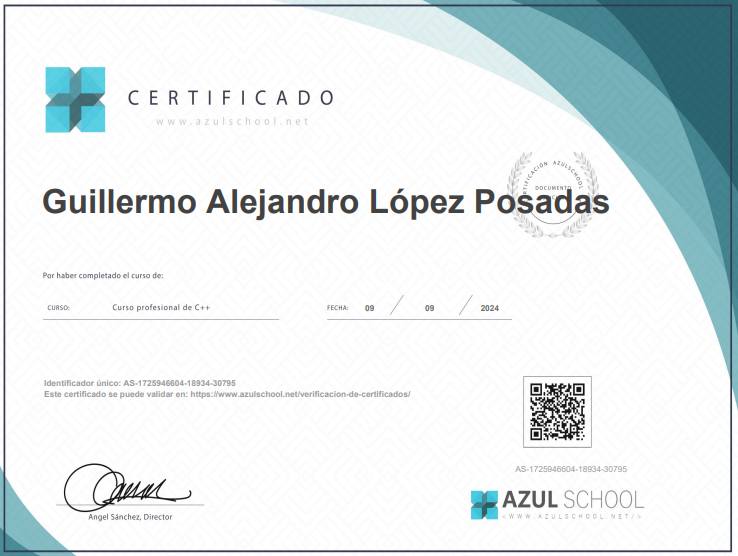 CERTIFICADO
www.azulschool.net
CERTIFICACIÓN AZULSCHOOL
DOCUMENTO
Guillermo Alejandro López Posadas
Por haber completado el curso de:
CURSO: Curso profesional de C++
FECHA: 09 / 09 / 2024
Identificador único: AS-1725946604-18934-30795
Este certificado se puede validar en: https://www.azulschool.net/verificacion-de-certificados/
AS-1725946604-18934-30795
Angel Sánchez, Director
AZUL SCHOOL
<WWW.AZULSCHOOL.NET/>